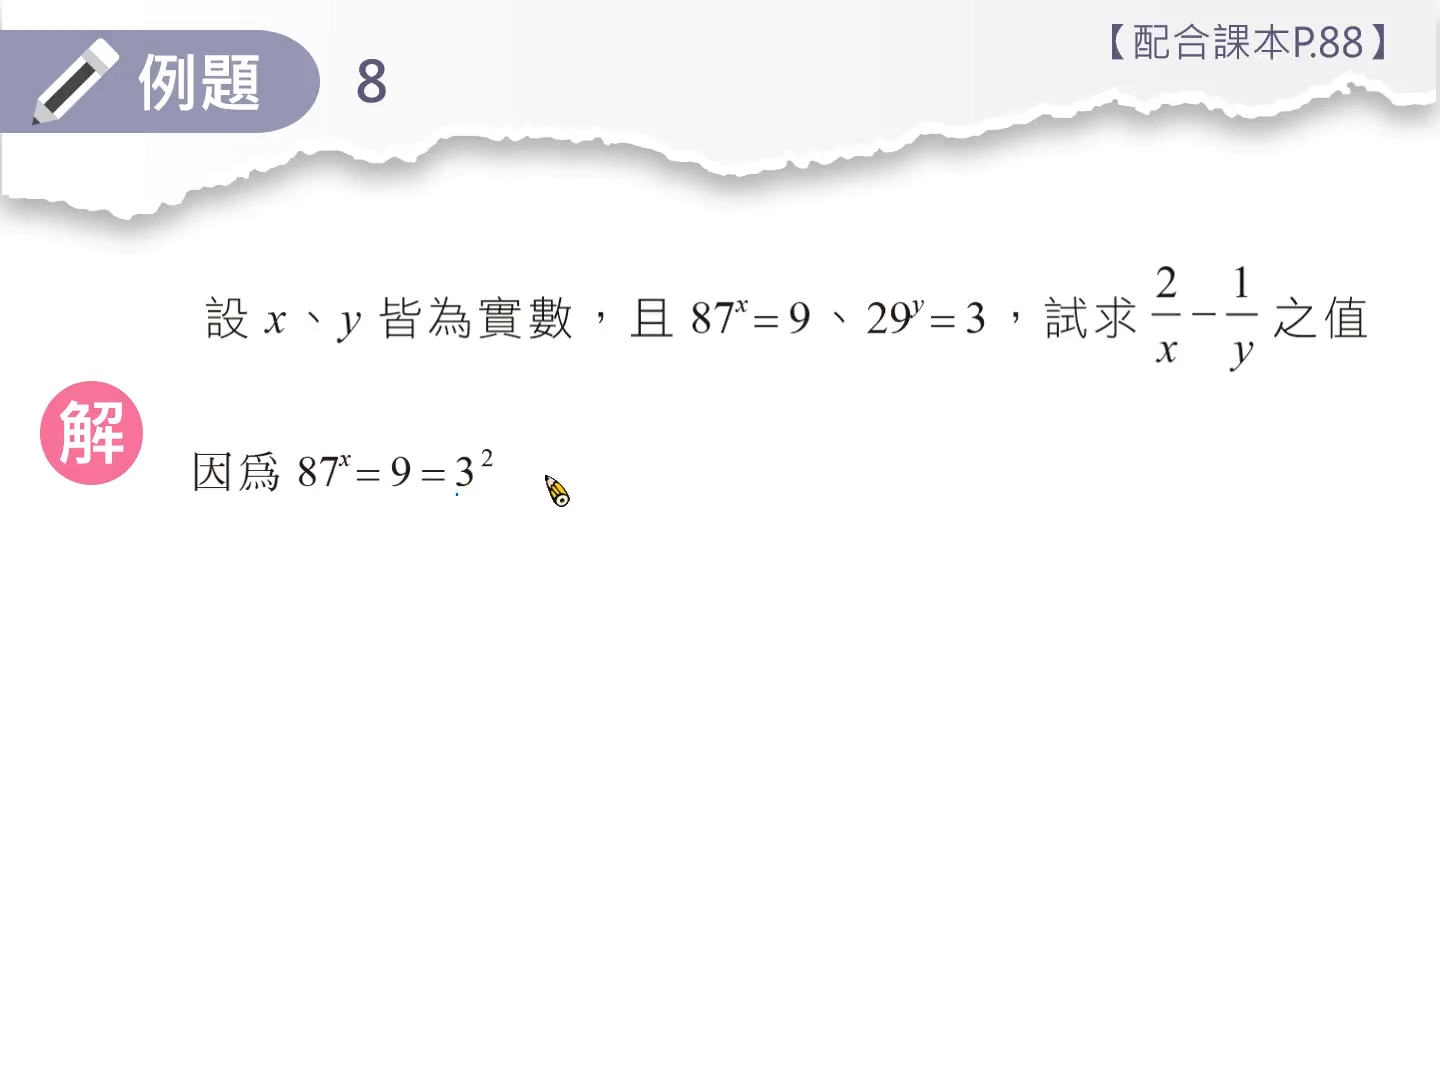 例題 8
【配合課本P.88】
設 x、y 皆為實數，且 87^x = 9、29^y = 3，試求 2/x − 1/y 之值
解
因為 87^x = 9 = 3^2